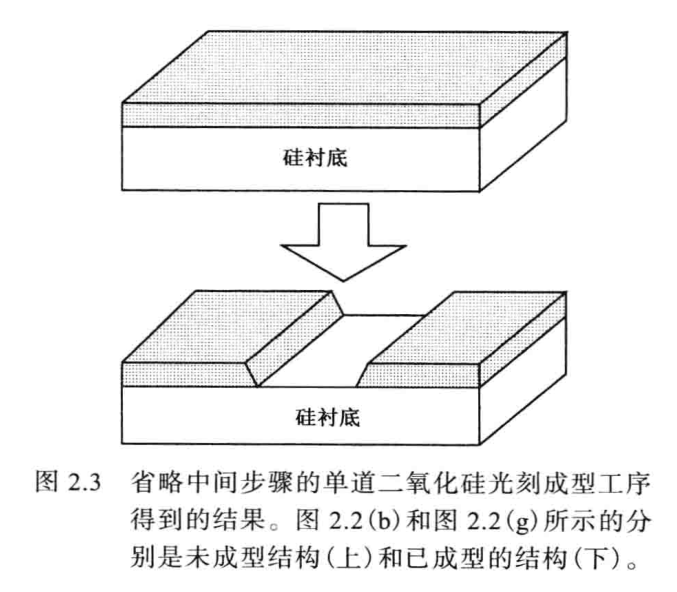 硅衬底
硅衬底
图 2.3 省略中间步骤的单道二氧化硅光刻成型工序
得到的结果。图 2.2(b)和图 2.2(g)所示的分
别是未成型结构(上)和已成型的结构(下)。